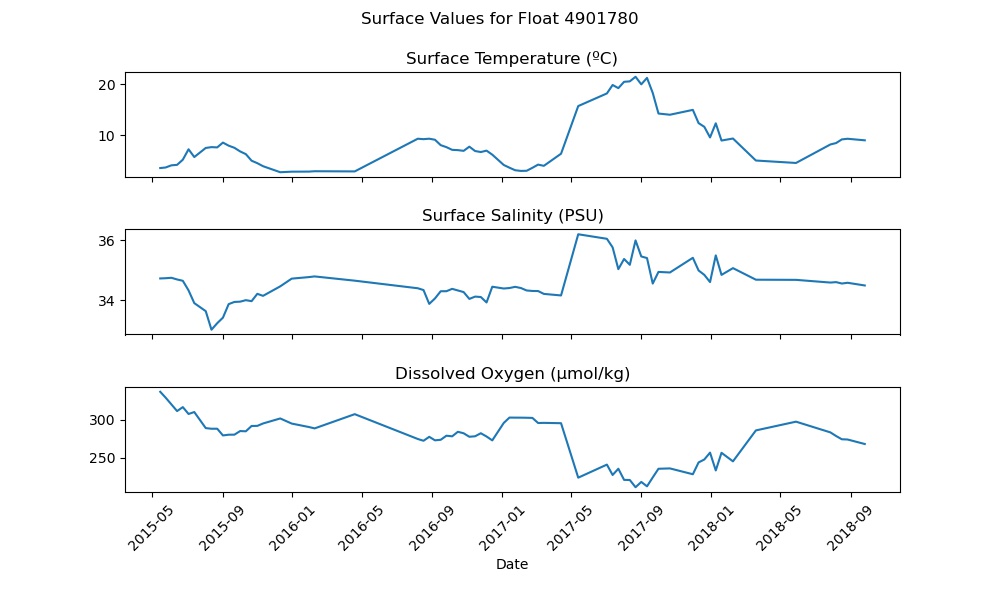 Surface Values for Float 4901780
Surface Temperature (ºC)
20
10
Surface Salinity (PSU)
36
34
Dissolved Oxygen (µmol/kg)
300
250
2015-05 2015-09 2016-01 2016-05 2016-09 2017-01 2017-05 2017-09 2018-01 2018-05 2018-09
Date